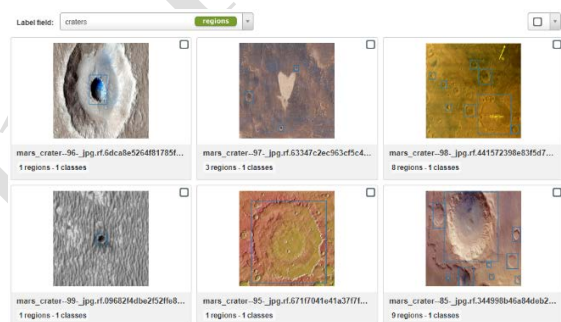 Label field: craters regions
mars_crater--96-_jpg.rf.6dca8e5264f81785f...
1 regions - 1 classes
mars_crater--97-_jpg.rf.63347c2ec963cf5c4...
3 regions - 1 classes
mars_crater--98-_jpg.rf.441572398e83f5d7...
8 regions - 1 classes
mars_crater--99-_jpg.rf.09682f4dbe2f52ffe8...
1 regions - 1 classes
mars_crater--95-_jpg.rf.671f7041e41a37f7f...
1 regions - 1 classes
mars_crater--85-_jpg.rf.344998b46a84deb2...
9 regions - 1 classes